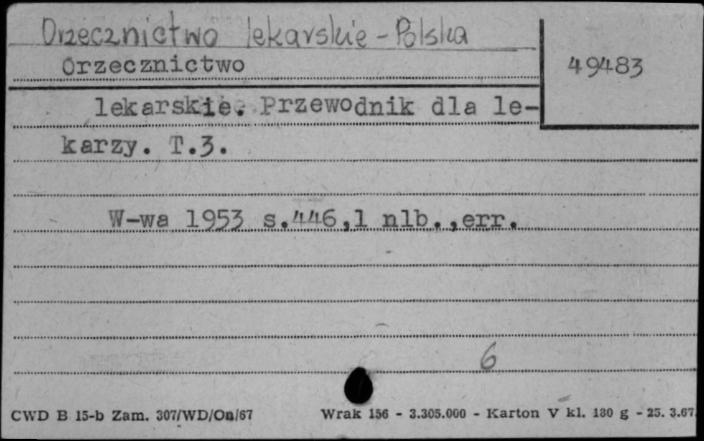 Orzecznictwo lekarskie - Polska
Orzecznictwo
49483
lekarskie. Przewodnik dla le-
karzy. T.3.
W-wa 1953 s.446,1 nlb.,err.
6
CWD B 15-b Zam. 307/WD/On/67 Wrak 156 - 3.305.000 - Karton V kl. 180 g - 25. 3.67